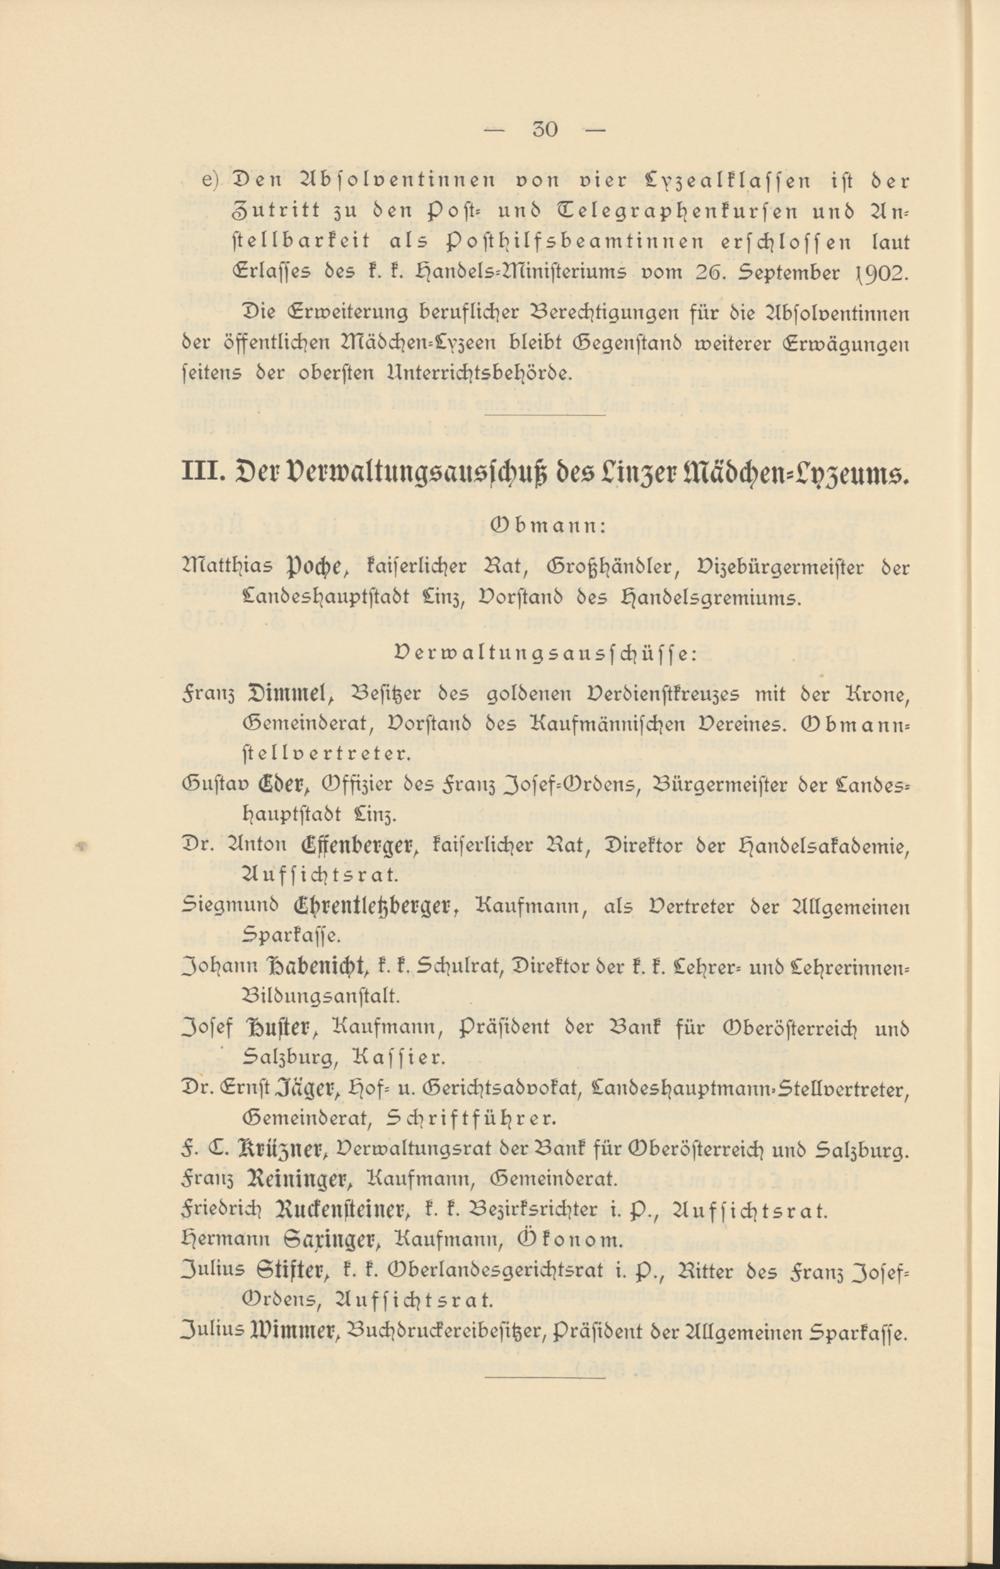 — 30 —
e) Den Absolventinnen von vier Lyzealklassen ist der
Zutritt zu den Post- und Telegraphenkursen und An-
stellbarkeit als Posthilfsbeamtinnen erschlossen laut
Erlasses des k. k. Handels-Ministeriums vom 26. September 1902.
Die Erweiterung beruflicher Berechtigungen für die Absolventinnen
der öffentlichen Mädchen-Lyzeen bleibt Gegenstand weiterer Erwägungen
seitens der obersten Unterrichtsbehörde.
III. Der Verwaltungsausschuß des Linzer Mädchen-Lyzeums.
Obmann:
Matthias Poche, kaiserlicher Rat, Großhändler, Vizebürgermeister der
Landeshauptstadt Linz, Vorstand des Handelsgremiums.
Verwaltungsausschüsse:
Franz Dimmel, Besitzer des goldenen Verdienstkreuzes mit der Krone,
Gemeinderat, Vorstand des Kaufmännischen Vereines. Obmann-
stellvertreter.
Gustav Eder, Offizier des Franz Josef-Ordens, Bürgermeister der Landes-
hauptstadt Linz.
Dr. Anton Effenberger, kaiserlicher Rat, Direktor der Handelsakademie,
Aufsichtsrat.
Siegmund Ehrentletzberger, Kaufmann, als Vertreter der Allgemeinen
Sparkasse.
Johann Habenicht, k. k. Schulrat, Direktor der k. k. Lehrer- und Lehrerinnen-
Bildungsanstalt.
Josef Huster, Kaufmann, Präsident der Bank für Oberösterreich und
Salzburg, Kassier.
Dr. Ernst Jäger, Hof- u. Gerichtsadvokat, Landeshauptmann-Stellvertreter,
Gemeinderat, Schriftführer.
F. C. Krüzner, Verwaltungsrat der Bank für Oberösterreich und Salzburg.
Franz Reininger, Kaufmann, Gemeinderat.
Friedrich Ruckensteiner, k. k. Bezirksrichter i. P., Aufsichtsrat.
Hermann Saxinger, Kaufmann, Ökonom.
Julius Stifter, k. k. Oberlandesgerichtsrat i. P., Ritter des Franz Josef-
Ordens, Aufsichtsrat.
Julius Wimmer, Buchdruckereibesitzer, Präsident der Allgemeinen Sparkasse.